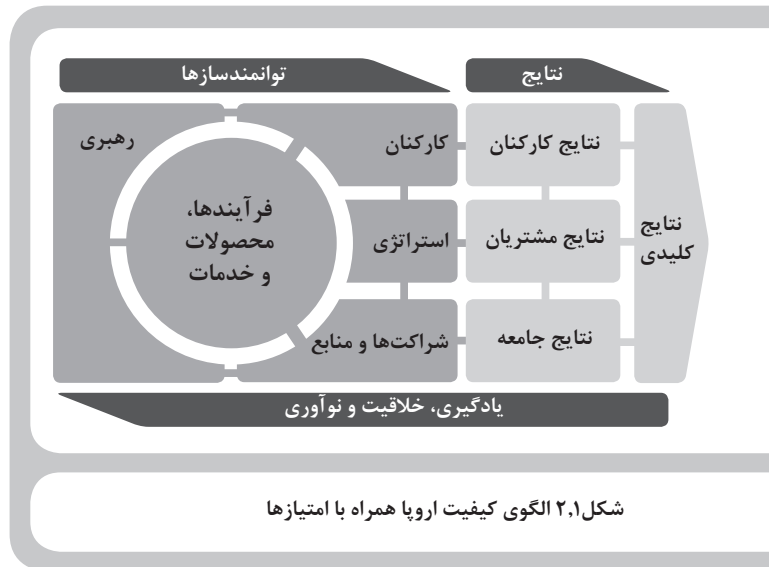 توانمندسازها
نتایج
رهبری
فرآیندها،
محصولات
و خدمات
کارکنان
استراتژی
شراکت‌ها و منابع
نتایج کارکنان
نتایج مشتریان
نتایج جامعه
نتایج
کلیدی
یادگیری، خلاقیت و نوآوری
شکل۲,۱ الگوی کیفیت اروپا همراه با امتیازها